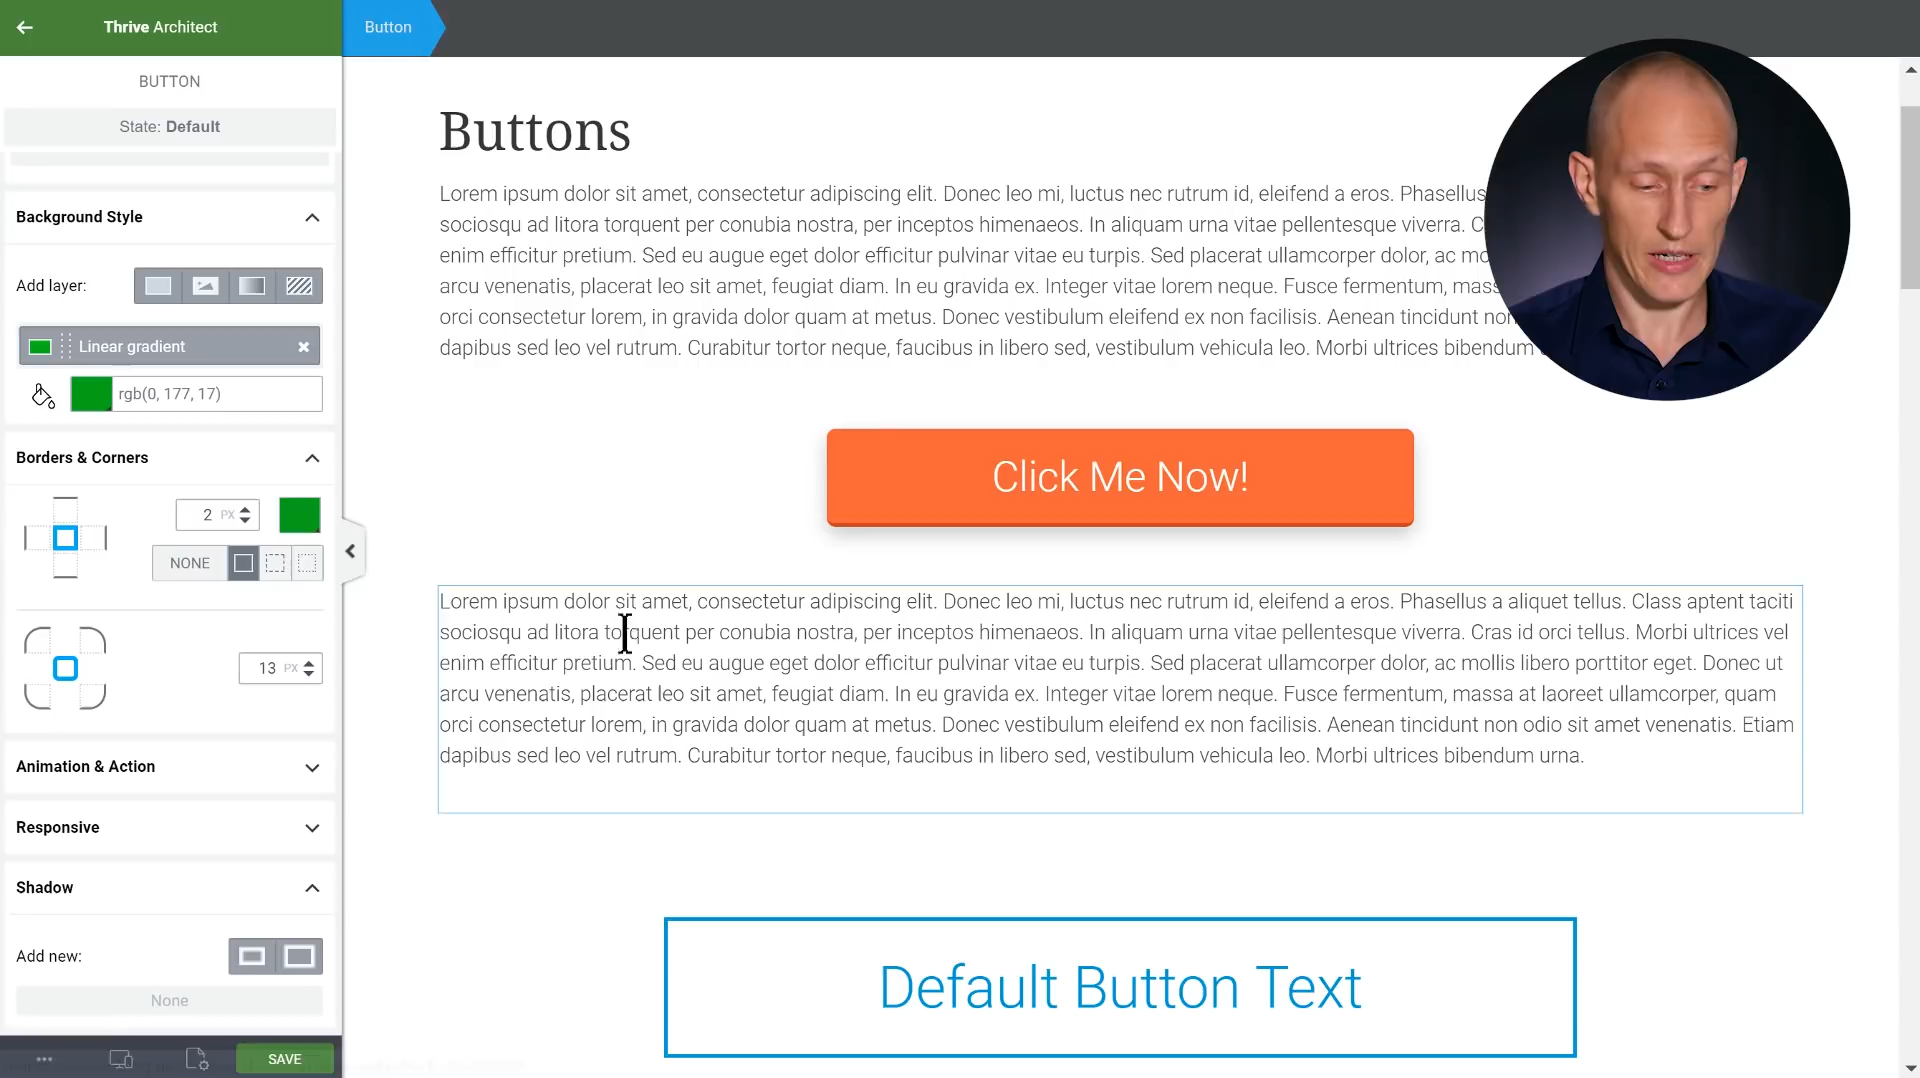 Thrive Architect
Button
BUTTON
State: Default
Background Style
Add layer:
Linear gradient
rgb(0, 177, 17)
Borders & Corners
2 PX
NONE
13 PX
Animation & Action
Responsive
Shadow
Add new:
None
SAVE
Buttons
Lorem ipsum dolor sit amet, consectetur adipiscing elit. Donec leo mi, luctus nec rutrum id, eleifend a eros. Phasellus
sociosqu ad litora torquent per conubia nostra, per inceptos himenaeos. In aliquam urna vitae pellentesque viverra. C
enim efficitur pretium. Sed eu augue eget dolor efficitur pulvinar vitae eu turpis. Sed placerat ullamcorper dolor, ac mo
arcu venenatis, placerat leo sit amet, feugiat diam. In eu gravida ex. Integer vitae lorem neque. Fusce fermentum, mass
orci consectetur lorem, in gravida dolor quam at metus. Donec vestibulum eleifend ex non facilisis. Aenean tincidunt non
dapibus sed leo vel rutrum. Curabitur tortor neque, faucibus in libero sed, vestibulum vehicula leo. Morbi ultrices bibendum
Click Me Now!
Lorem ipsum dolor sit amet, consectetur adipiscing elit. Donec leo mi, luctus nec rutrum id, eleifend a eros. Phasellus a aliquet tellus. Class aptent taciti
sociosqu ad litora torquent per conubia nostra, per inceptos himenaeos. In aliquam urna vitae pellentesque viverra. Cras id orci tellus. Morbi ultrices vel
enim efficitur pretium. Sed eu augue eget dolor efficitur pulvinar vitae eu turpis. Sed placerat ullamcorper dolor, ac mollis libero porttitor eget. Donec ut
arcu venenatis, placerat leo sit amet, feugiat diam. In eu gravida ex. Integer vitae lorem neque. Fusce fermentum, massa at laoreet ullamcorper, quam
orci consectetur lorem, in gravida dolor quam at metus. Donec vestibulum eleifend ex non facilisis. Aenean tincidunt non odio sit amet venenatis. Etiam
dapibus sed leo vel rutrum. Curabitur tortor neque, faucibus in libero sed, vestibulum vehicula leo. Morbi ultrices bibendum urna.
Default Button Text